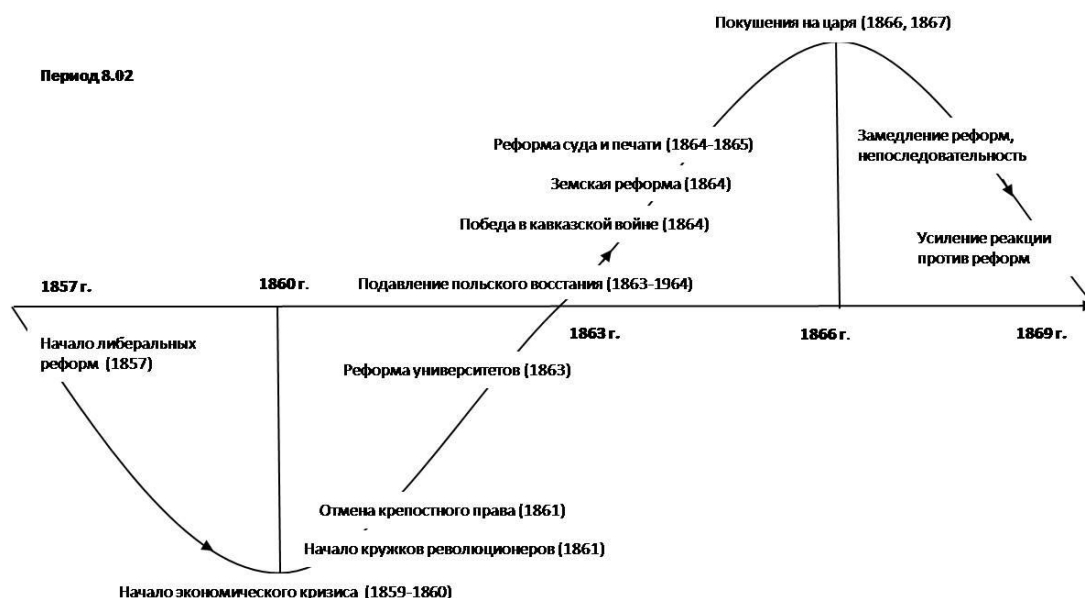 Покушения на царя (1866, 1867)
Период 8.02
Реформа суда и печати (1864-1865)
Замедление реформ,
непоследовательность
Земская реформа (1864)
Победа в кавказской войне (1864)
Усиление реакции
против реформ
1857 г.
1860 г.
Подавление польского восстания (1863-1964)
1863 г.
1866 г.
1869 г.
Начало либеральных
реформ (1857)
Реформа университетов (1863)
Отмена крепостного права (1861)
Начало кружков революционеров (1861)
Начало экономического кризиса (1859-1860)